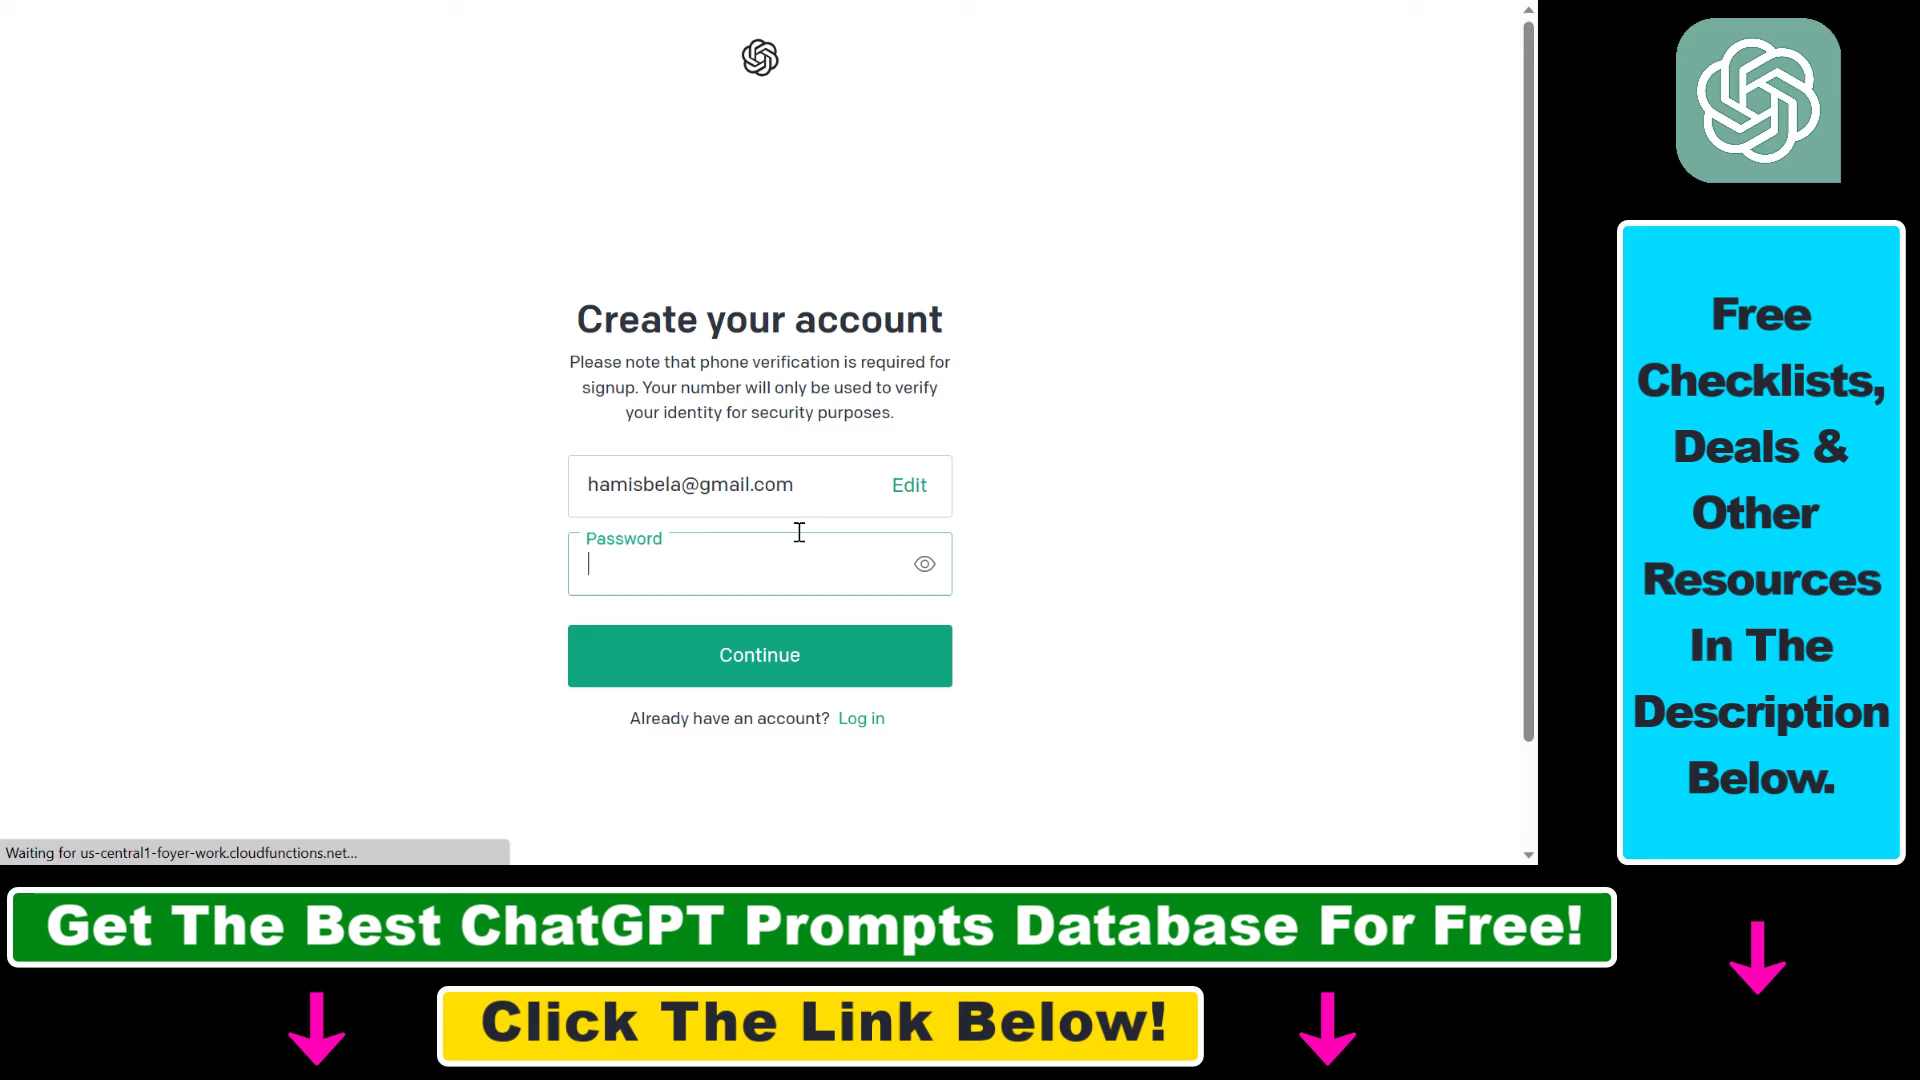 Create your account
Please note that phone verification is required for
signup. Your number will only be used to verify
your identity for security purposes.
hamisbela@gmail.com Edit
Password
Continue
Already have an account? Log in
Waiting for us-central1-foyer-work.cloudfunctions.net...
Free
Checklists,
Deals &
Other
Resources
In The
Description
Below.
Get The Best ChatGPT Prompts Database For Free!
Click The Link Below!